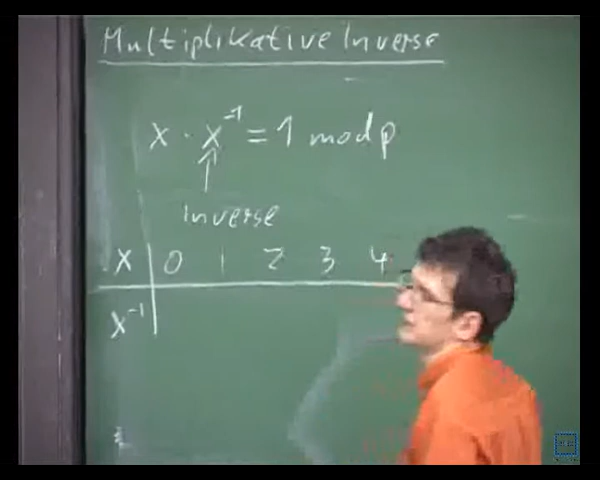 Multiplikative Inverse
x · x⁻¹ = 1 mod p
Inverse
x 0 1 2 3 4
x⁻¹